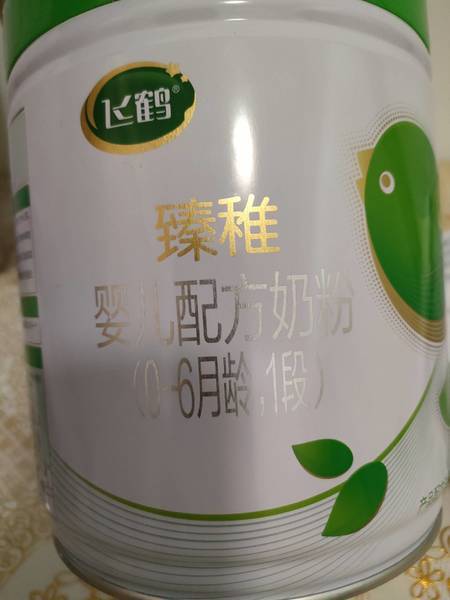 飞鹤®
臻稚
婴儿配方奶粉
(0-6月龄,1段)